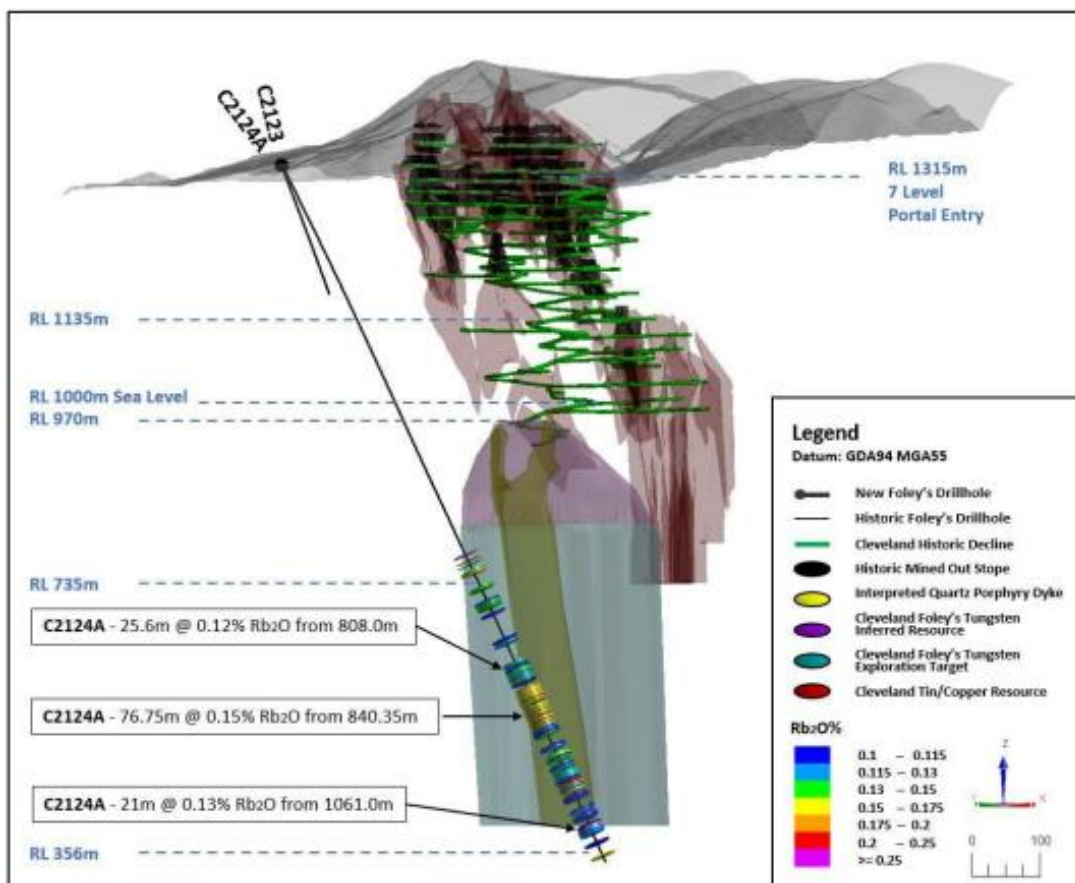 C2123
C2124A
RL 1315m
7 Level
Portal Entry
RL 1135m
RL 1000m Sea Level
RL 970m
RL 735m
C2124A - 25.6m @ 0.12% Rb₂O from 808.0m
C2124A - 76.75m @ 0.15% Rb₂O from 840.35m
C2124A - 21m @ 0.13% Rb₂O from 1061.0m
RL 356m
Legend
Datum: GDA94 MGA55
New Foley's Drillhole
Historic Foley's Drillhole
Cleveland Historic Decline
Historic Mined Out Stope
Interpreted Quartz Porphyry Dyke
Cleveland Foley's Tungsten
Inferred Resource
Cleveland Foley's Tungsten
Exploration Target
Cleveland Tin/Copper Resource
Rb₂O%
0.1 – 0.115
0.115 – 0.13
0.13 – 0.15
0.15 – 0.175
0.175 – 0.2
0.2 – 0.25
>= 0.25
Z
Y
X
0 100